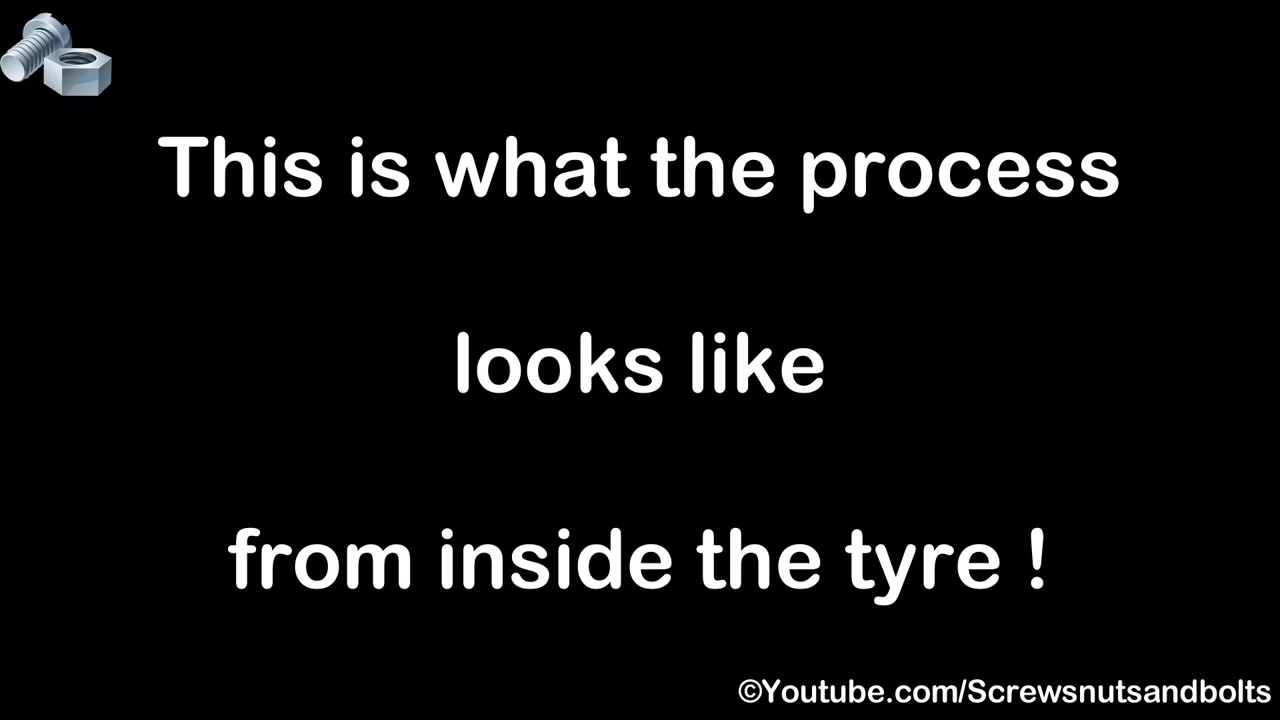 This is what the process
looks like
from inside the tyre !
©Youtube.com/Screwsnutsandbolts